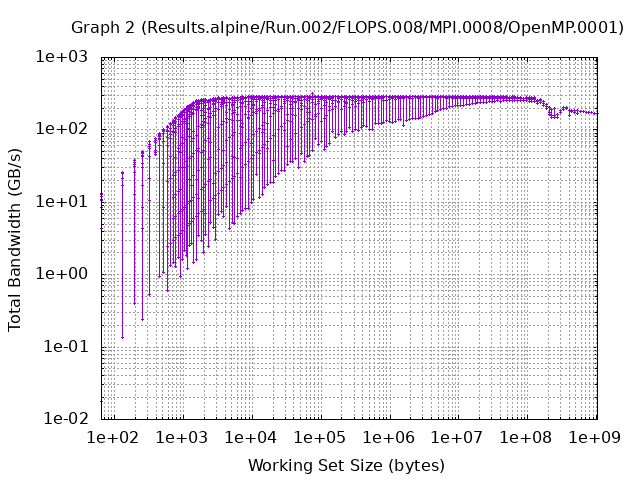 Graph 2 (Results.alpine/Run.002/FLOPS.008/MPI.0008/OpenMP.0001)
1e+03
1e+02
1e+01
1e+00
1e-01
1e-02
Total Bandwidth (GB/s)
1e+02 1e+03 1e+04 1e+05 1e+06 1e+07 1e+08 1e+09
Working Set Size (bytes)